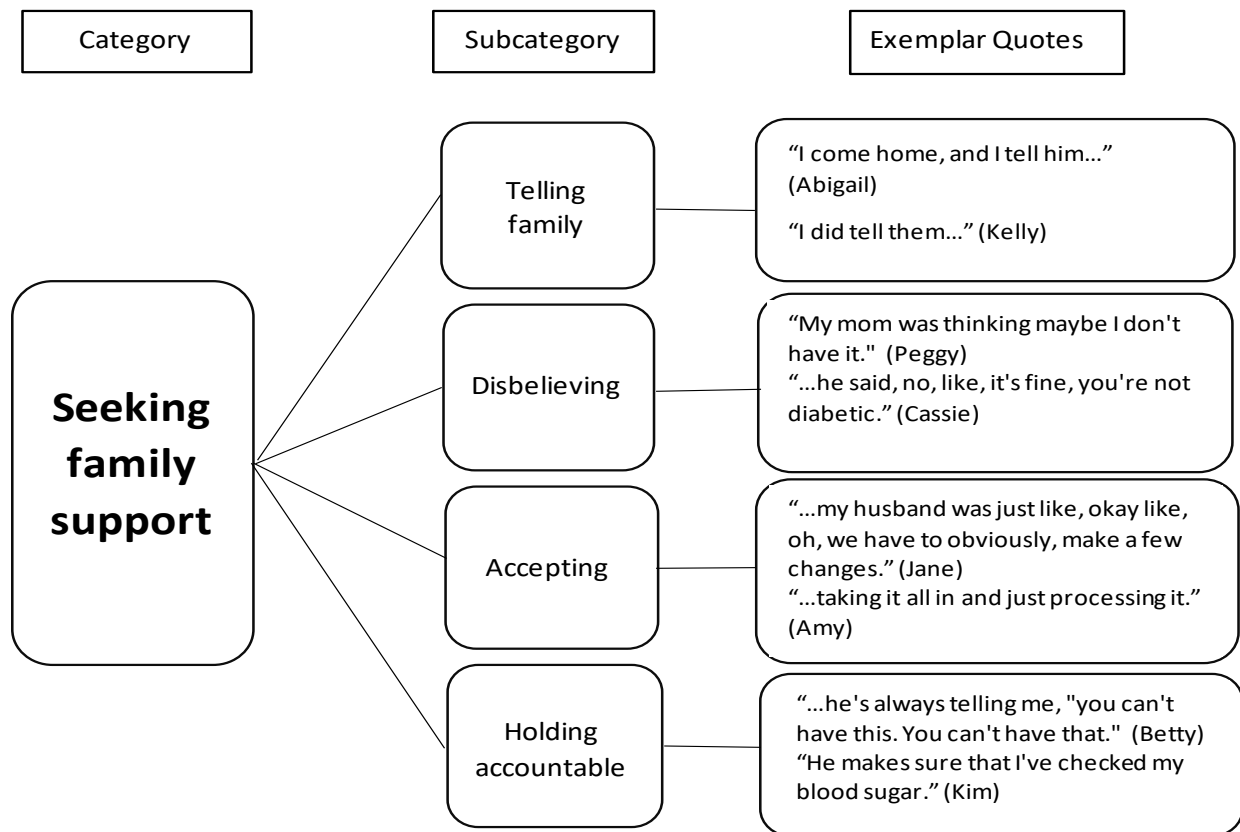 Category
Subcategory
Exemplar Quotes
Seeking
family
support
Telling
family
“I come home, and I tell him...”
(Abigail)
“I did tell them...” (Kelly)
Disbelieving
“My mom was thinking maybe I don't
have it." (Peggy)
“...he said, no, like, it's fine, you're not
diabetic.” (Cassie)
Accepting
“...my husband was just like, okay like,
oh, we have to obviously, make a few
changes.” (Jane)
“...taking it all in and just processing it.”
(Amy)
Holding
accountable
“...he's always telling me, "you can't
have this. You can't have that." (Betty)
“He makes sure that I've checked my
blood sugar.” (Kim)